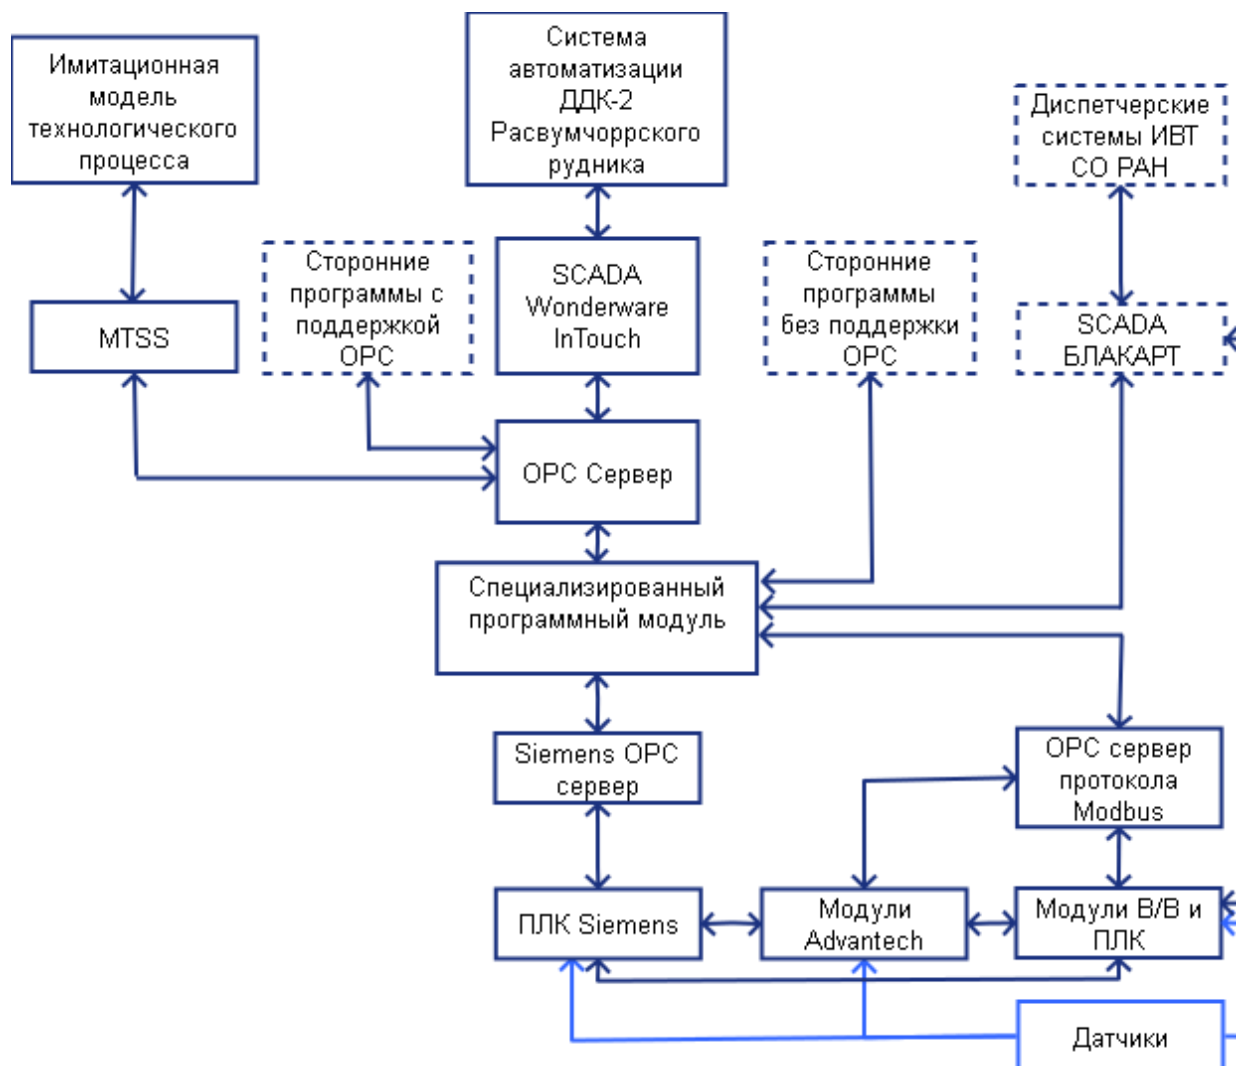 Имитационная
модель
технологического
процесса
Система
автоматизации
ДДК-2
Расвумчоррского
рудника
Диспетчерские
системы ИВТ
СО РАН
Сторонние
программы с
поддержкой
OPC
SCADA
Wonderware
InTouch
Сторонние
программы
без поддержки
OPC
MTSS
SCADA
БЛАКАРТ
OPC Сервер
Специализированный
программный модуль
Siemens OPC
сервер
OPC сервер
протокола
Modbus
ПЛК Siemens
Модули
Advantech
Модули В/В и
ПЛК
Датчики